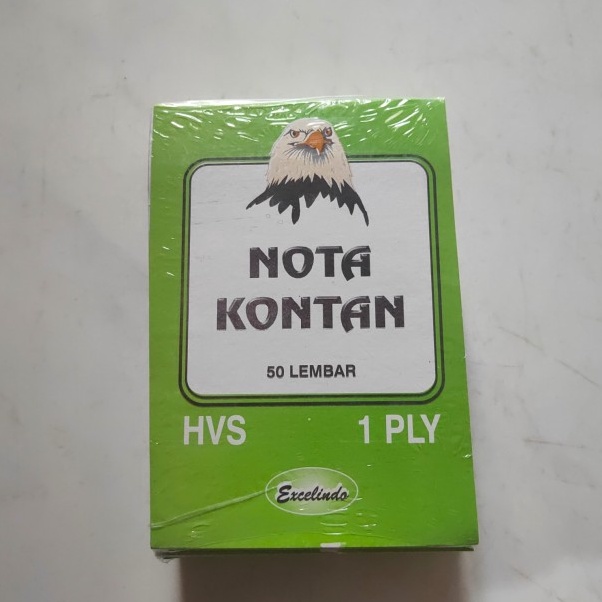 NOTA
KONTAN
50 LEMBAR
HVS 1 PLY
Excelindo